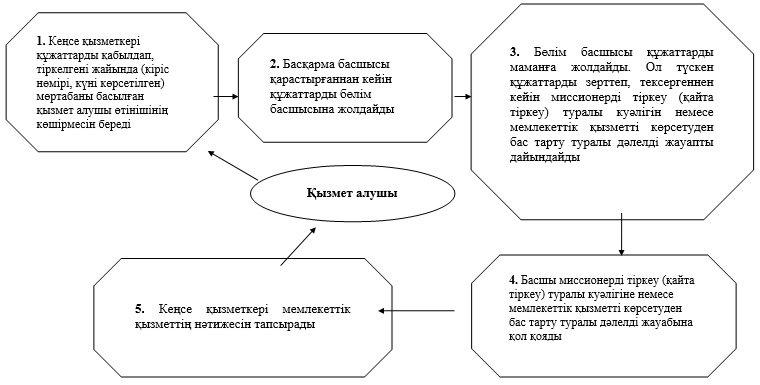 1. Кеңсе қызметкері
құжаттарды қабылдап,
тіркелгені жайында (кіріс
нөмірі, күні көрсетілген)
мөртабаны басылған
қызмет алушы өтінішінің
көшірмесін береді
2. Басқарма басшысы
қарастырғаннан кейін
құжаттарды бөлім
басшысына жолдайды
3. Бөлім басшысы құжаттарды
маманға жолдайды. Ол түскен
құжаттарды зерттеп, тексергеннен
кейін миссионерді тіркеу (қайта
тіркеу) туралы куәлігін немесе
мемлекеттік қызметті көрсетуден
бас тарту туралы дәлелді жауапты
дайындайды
Қызмет алушы
4. Басшы миссионерді тіркеу (қайта
тіркеу) туралы куәлігіне немесе
мемлекеттік қызметті көрсетуден
бас тарту туралы дәлелді жауабына
қол қояды
5. Кеңсе қызметкері мемлекеттік
қызметтің нәтижесін тапсырады